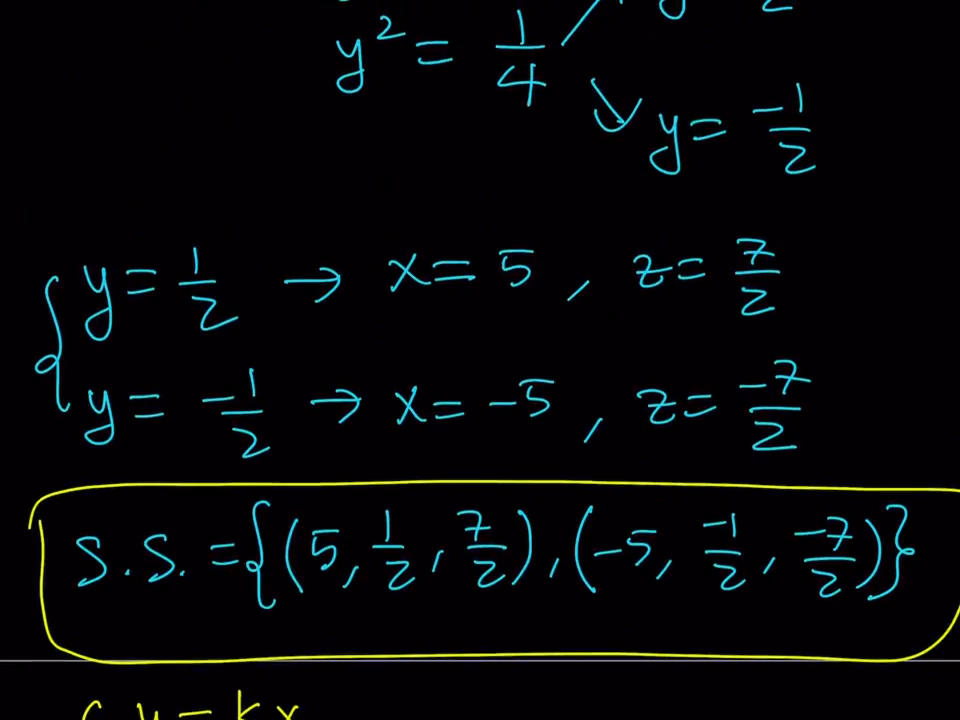 y² = 1/4
y = -1/2
{ y = 1/2 → x = 5 , z = 7/2
y = -1/2 → x = -5 , z = -7/2
S.S. = {(5, 1/2, 7/2), (-5, -1/2, -7/2)}